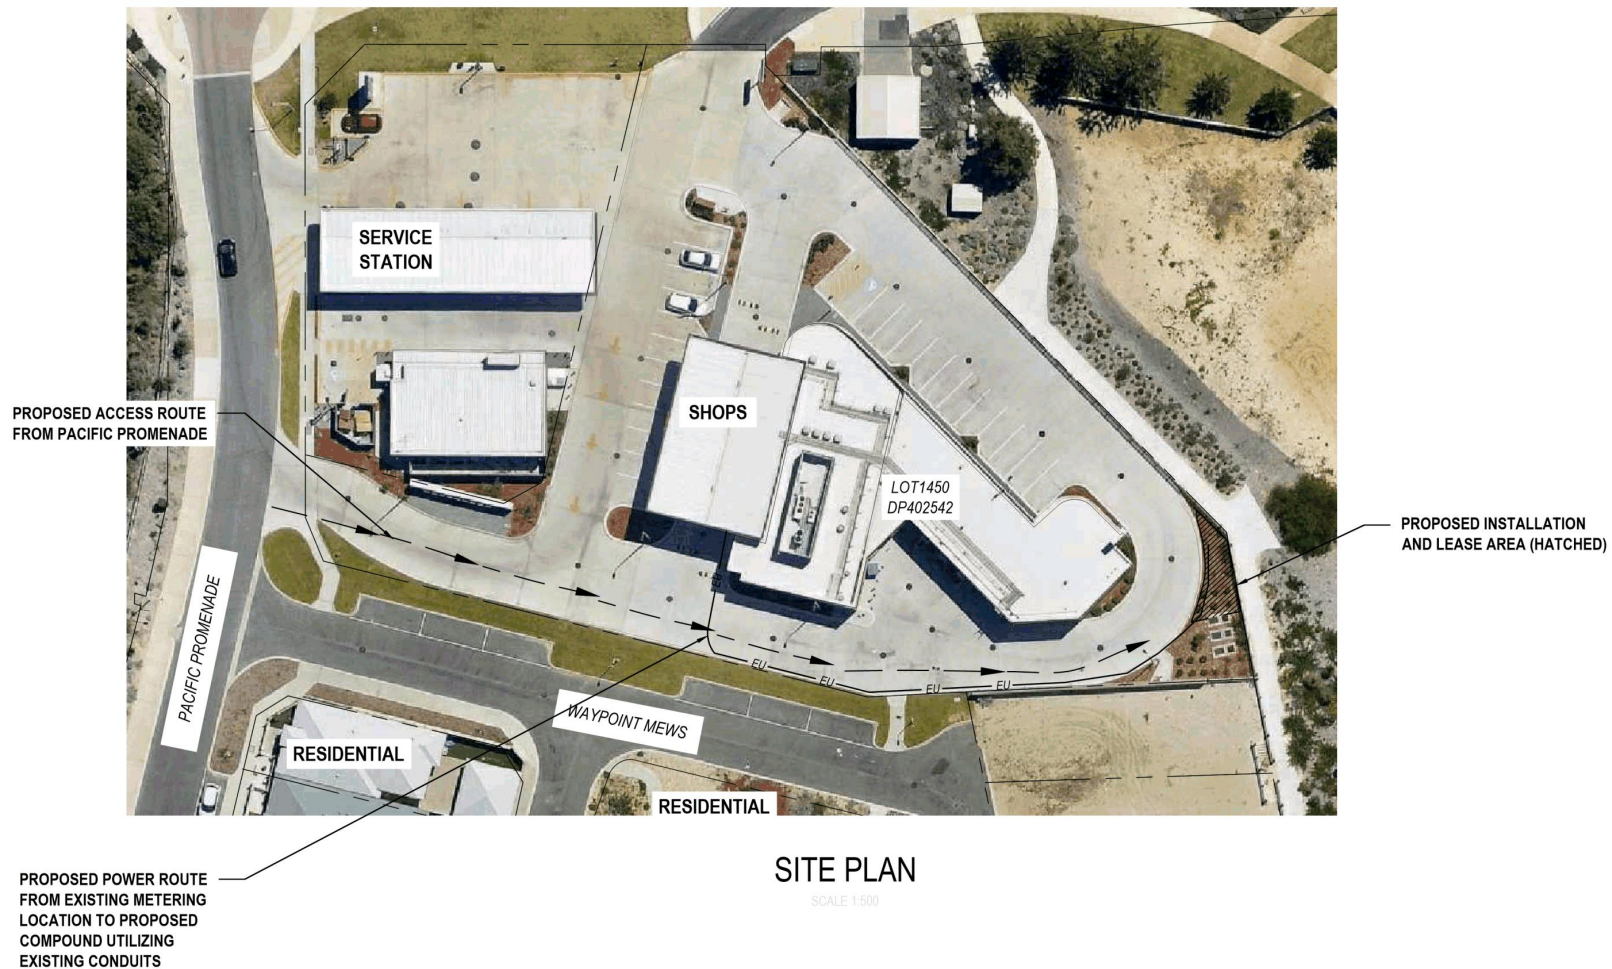 SERVICE
STATION
PROPOSED ACCESS ROUTE
FROM PACIFIC PROMENADE
SHOPS
LOT1450
DP402542
PROPOSED INSTALLATION
AND LEASE AREA (HATCHED)
EU
PACIFIC PROMENADE
EU
EU
EU
EU
WAYPOINT MEWS
RESIDENTIAL
RESIDENTIAL
PROPOSED POWER ROUTE
FROM EXISTING METERING
LOCATION TO PROPOSED
COMPOUND UTILIZING
EXISTING CONDUITS
SITE PLAN
SCALE 1:500